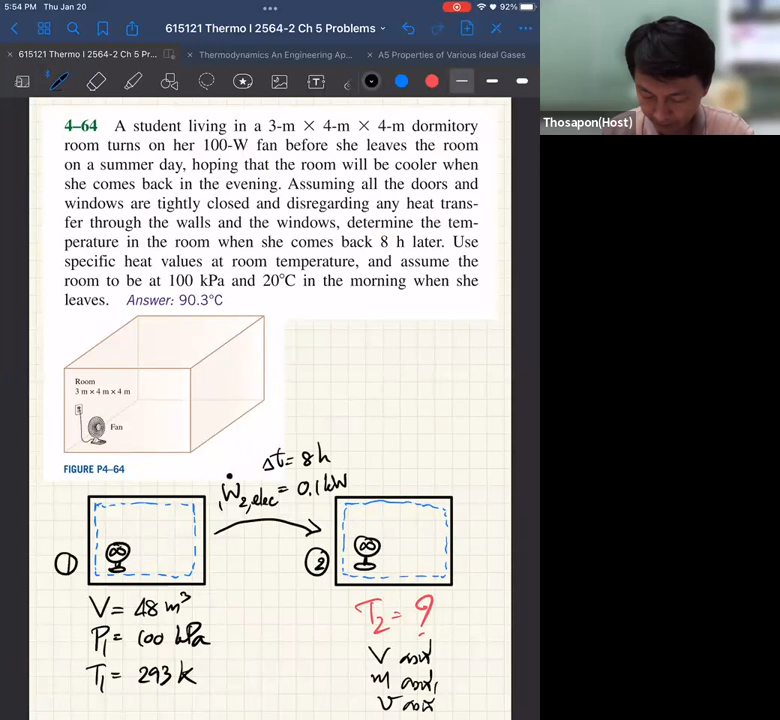 5:54 PM Thu Jan 20
92%
615121 Thermo I 2564-2 Ch 5 Problems
615121 Thermo I 2564-2 Ch 5 Pr...
Thermodynamics An Engineering Ap...
A5 Properties of Various Ideal Gases
Thosapon(Host)
4–64 A student living in a 3-m × 4-m × 4-m dormitory
room turns on her 100-W fan before she leaves the room
on a summer day, hoping that the room will be cooler when
she comes back in the evening. Assuming all the doors and
windows are tightly closed and disregarding any heat trans-
fer through the walls and the windows, determine the tem-
perature in the room when she comes back 8 h later. Use
specific heat values at room temperature, and assume the
room to be at 100 kPa and 20°C in the morning when she
leaves. Answer: 90.3°C
Room
3 m × 4 m × 4 m
Fan
FIGURE P4–64
Δt = 8h
₁Ẇ₂,elec = 0.1 kW
①
②
V = 48 m³
P₁ = 100 kPa
T₁ = 293 K
T₂ = ?
V
m
v